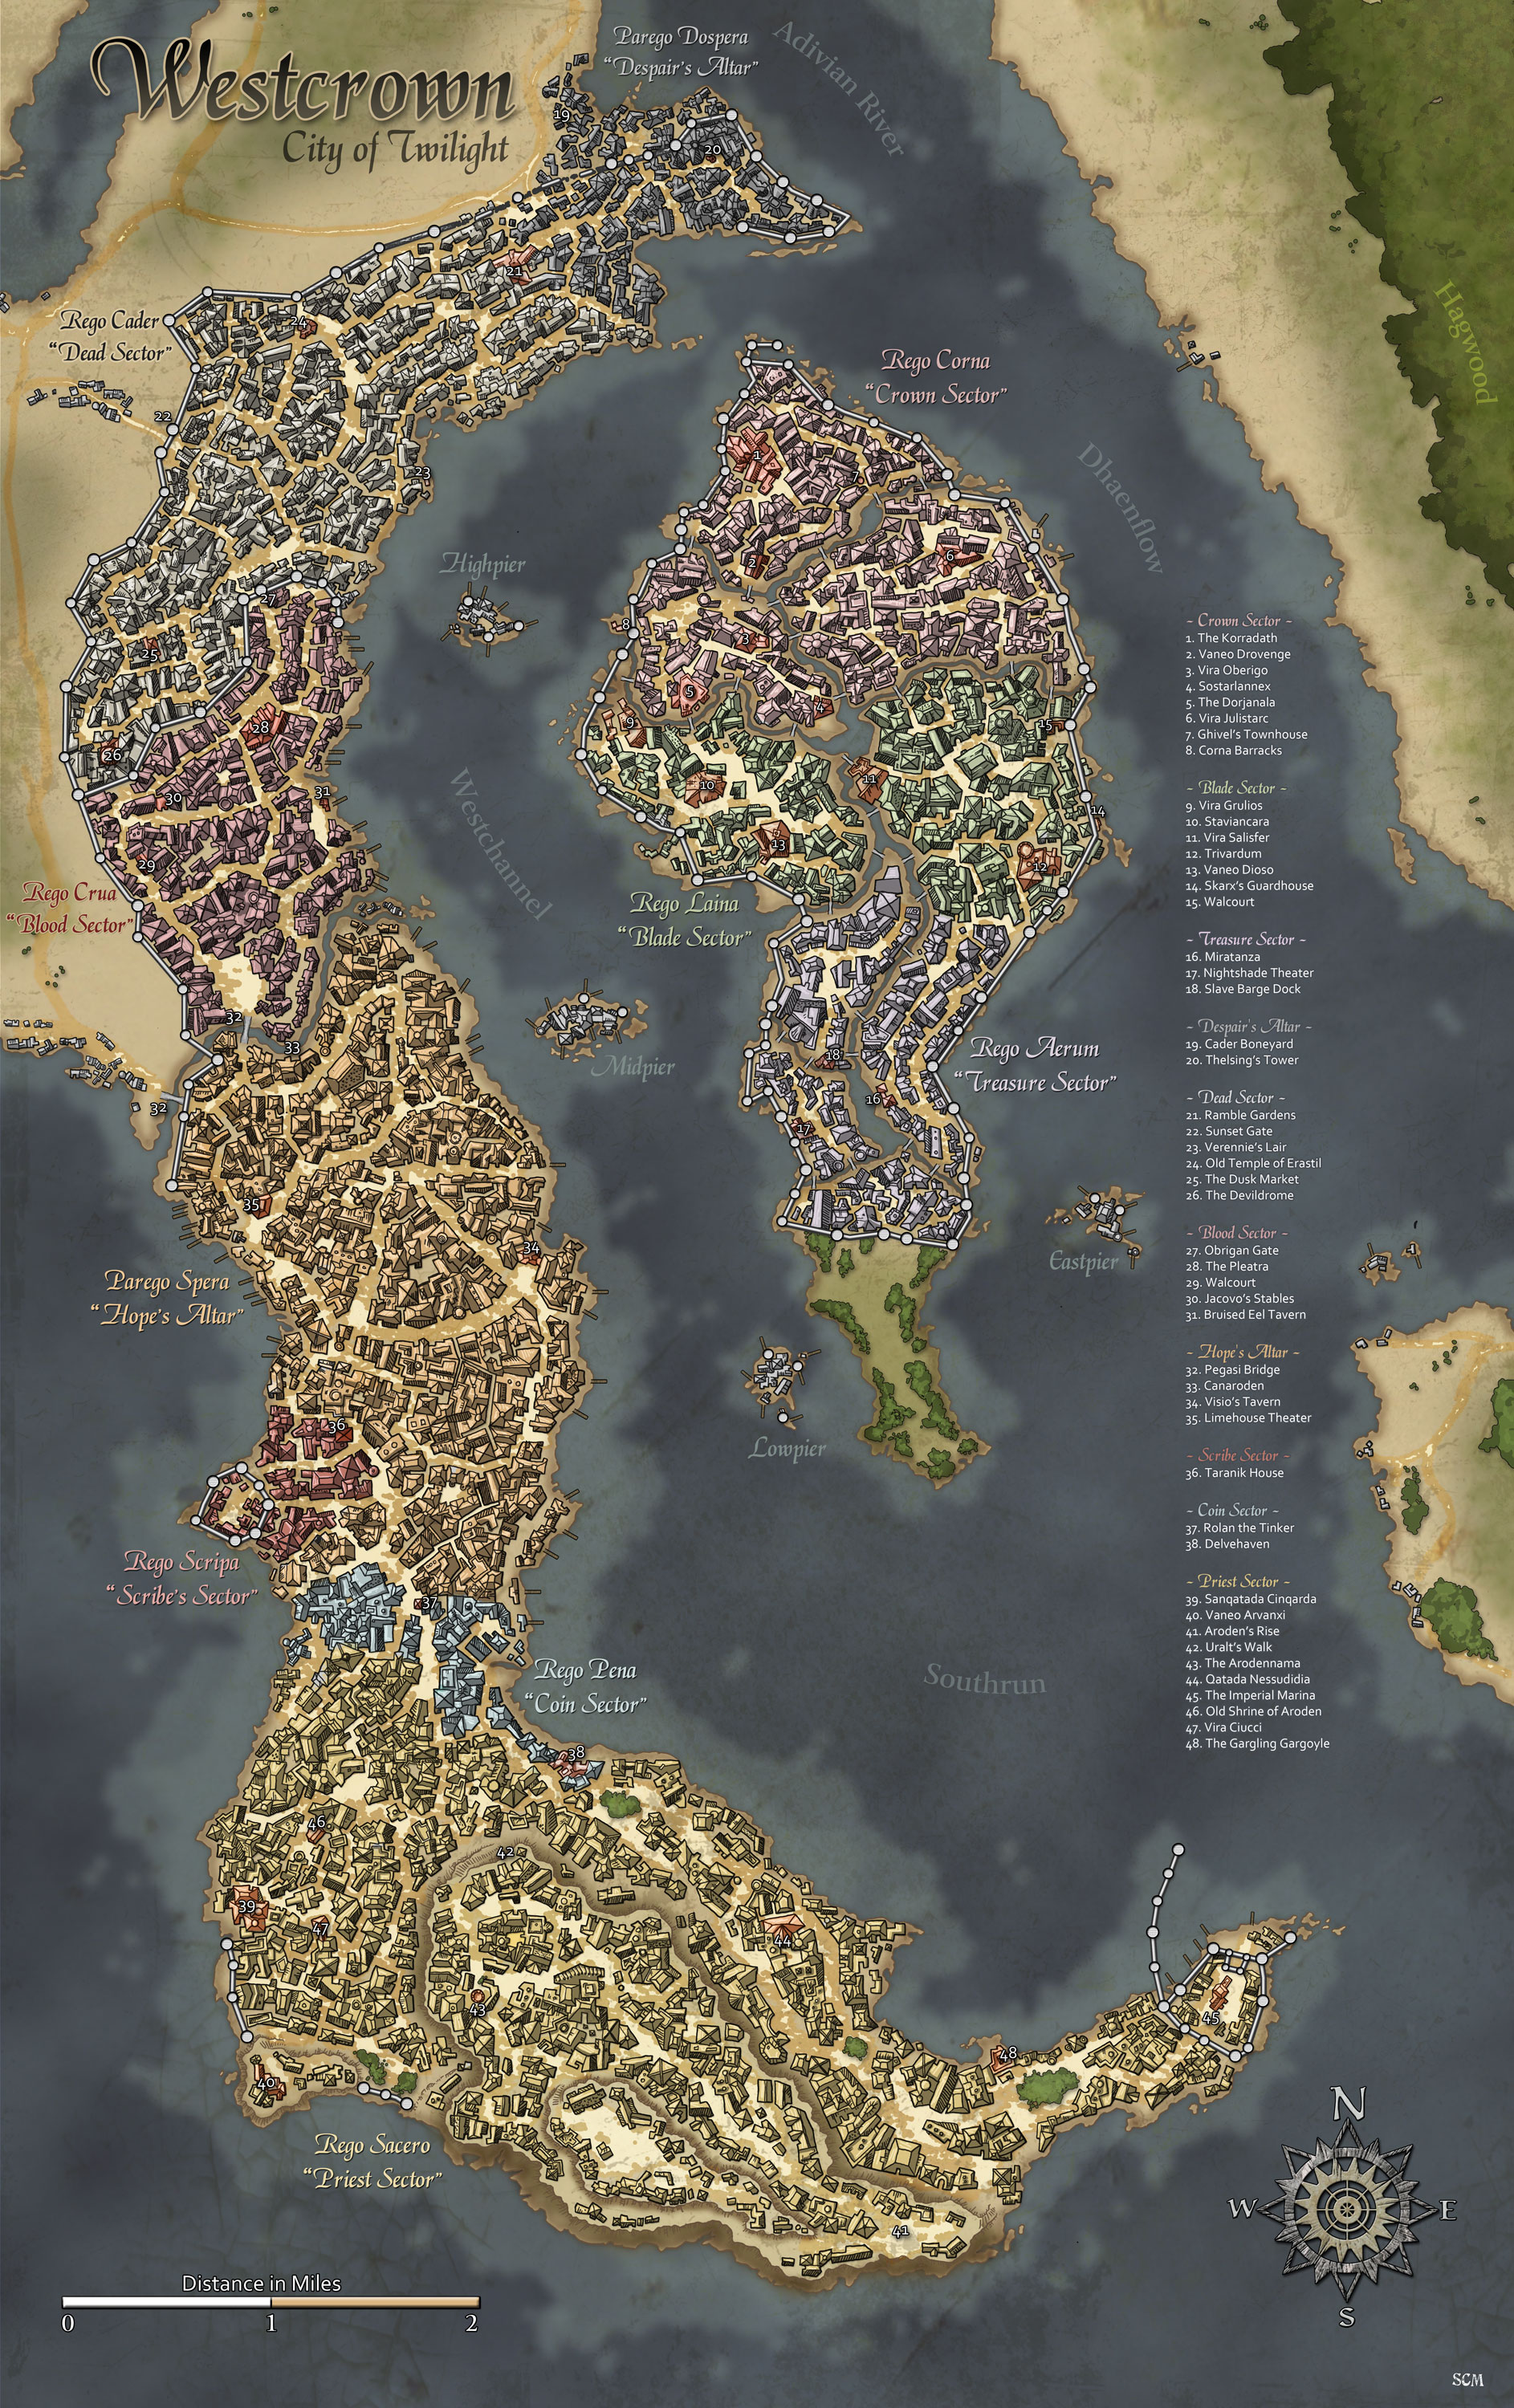 Westcrown
City of Twilight
Parego Dospera
“Despair's Altar”
Adivian River
Hagwood
Rego Cader
“Dead Sector”
Rego Corna
“Crown Sector”
Dhaenflow
Highpier
Westchannel
Rego Crua
“Blood Sector”
Rego Laina
“Blade Sector”
Midpier
Rego Aerum
“Treasure Sector”
Eastpier
Parego Spera
“Hope's Altar”
Lowpier
Rego Scripa
“Scribe's Sector”
Rego Pena
“Coin Sector”
Southrun
Rego Sacero
“Priest Sector”
19
20
21
24
22
23
27
25
26
28
30
31
29
32
33
32
35
34
36
37
38
46
42
39
47
44
43
45
48
40
41
1
7
2
6
8
3
5
4
9
15
10
11
14
13
12
18
16
17
- Crown Sector -
1. The Korradath
2. Vaneo Drovenge
3. Vira Oberigo
4. Sostarlannex
5. The Dorjanala
6. Vira Julistarc
7. Ghivel's Townhouse
8. Corna Barracks
- Blade Sector -
9. Vira Grulios
10. Staviancara
11. Vira Salisfer
12. Trivardum
13. Vaneo Dioso
14. Skarx's Guardhouse
15. Walcourt
- Treasure Sector -
16. Miratanza
17. Nightshade Theater
18. Slave Barge Dock
- Despair's Altar -
19. Cader Boneyard
20. Thelsing's Tower
- Dead Sector -
21. Ramble Gardens
22. Sunset Gate
23. Verennie's Lair
24. Old Temple of Erastil
25. The Dusk Market
26. The Devildrome
- Blood Sector -
27. Obrigan Gate
28. The Pleatra
29. Walcourt
30. Jacovo's Stables
31. Bruised Eel Tavern
- Hope's Altar -
32. Pegasi Bridge
33. Canaroden
34. Visio's Tavern
35. Limehouse Theater
- Scribe Sector -
36. Taranik House
- Coin Sector -
37. Rolan the Tinker
38. Delvehaven
- Priest Sector -
39. Sanqatada Cinqarda
40. Vaneo Arvanxi
41. Aroden's Rise
42. Uralt's Walk
43. The Arodennama
44. Qatada Nessudidia
45. The Imperial Marina
46. Old Shrine of Aroden
47. Vira Ciucci
48. The Gargling Gargoyle
N
W
E
S
Distance in Miles
0
1
2
SCM